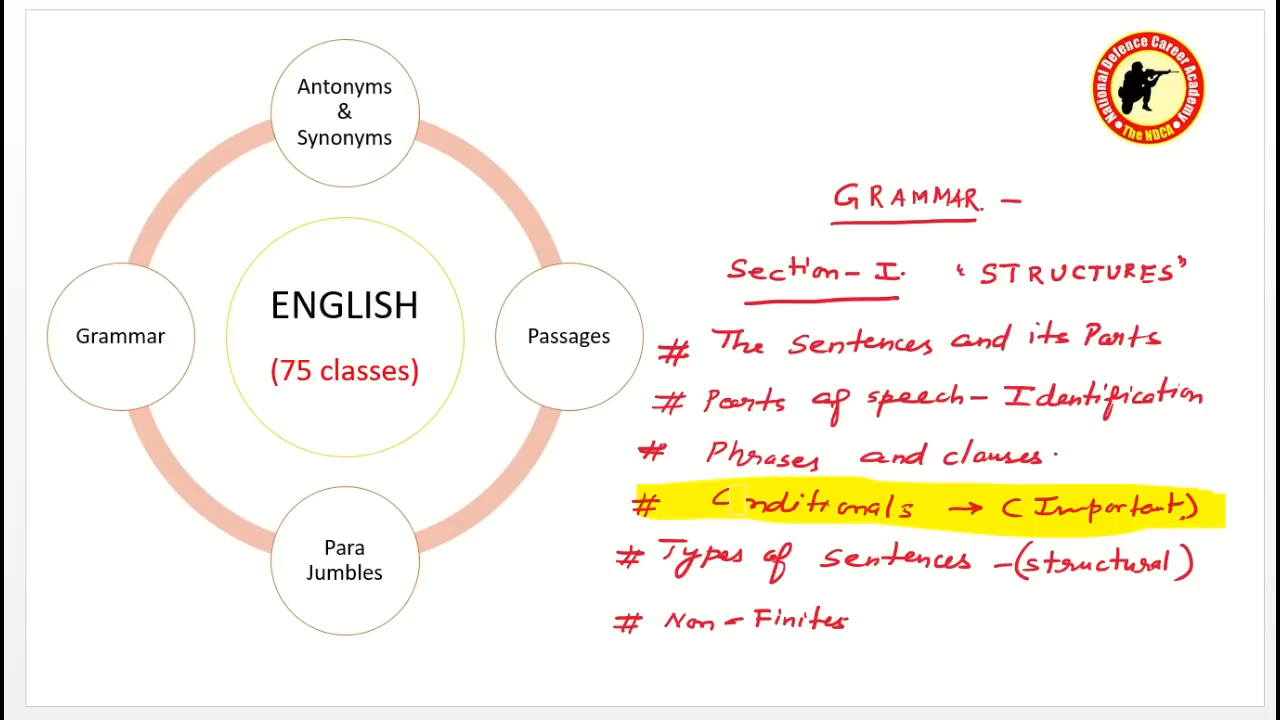 Antonyms
&
Synonyms
Grammar
ENGLISH
(75 classes)
Passages
Para
Jumbles
National Defence Career Academy
The NDCA
GRAMMAR. -
Section - I. "STRUCTURES"
# The sentences and its Parts
# Parts of speech - Identification
# Phrases and clauses.
# Conditionals → (Important.)
# Types of sentences - (structural)
# Non - Finites